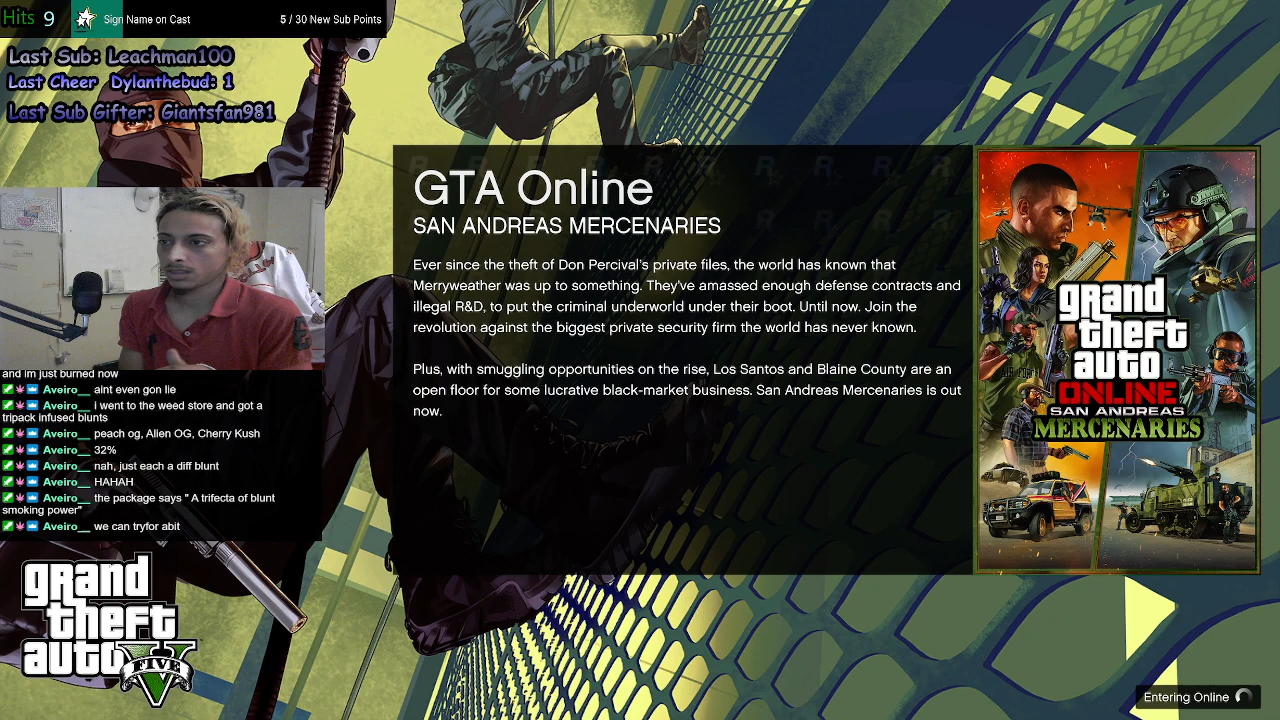 Hits 9
Sign Name on Cast
5 / 30 New Sub Points
Last Sub: Leachman100
Last Cheer Dylanthebud: 1
Last Sub Gifter: Giantsfan981
GTA Online
SAN ANDREAS MERCENARIES
Ever since the theft of Don Percival's private files, the world has known that
Merryweather was up to something. They've amassed enough defense contracts and
illegal R&D, to put the criminal underworld under their boot. Until now. Join the
revolution against the biggest private security firm the world has never known.
Plus, with smuggling opportunities on the rise, Los Santos and Blaine County are an
open floor for some lucrative black-market business. San Andreas Mercenaries is out
now.
grand
theft
auto
ONLINE
SAN ANDREAS
MERCENARIES
and im just burned now
Aveiro__ aint even gon lie
Aveiro__ i went to the weed store and got a
tripack infused blunts
Aveiro__ peach og, Alien OG, Cherry Kush
Aveiro__ 32%
Aveiro__ nah, just each a diff blunt
Aveiro__ HAHAH
Aveiro__ the package says " A trifecta of blunt
smoking power"
Aveiro__ we can tryfor abit
grand
theft
auto
V
FIVE
Entering Online